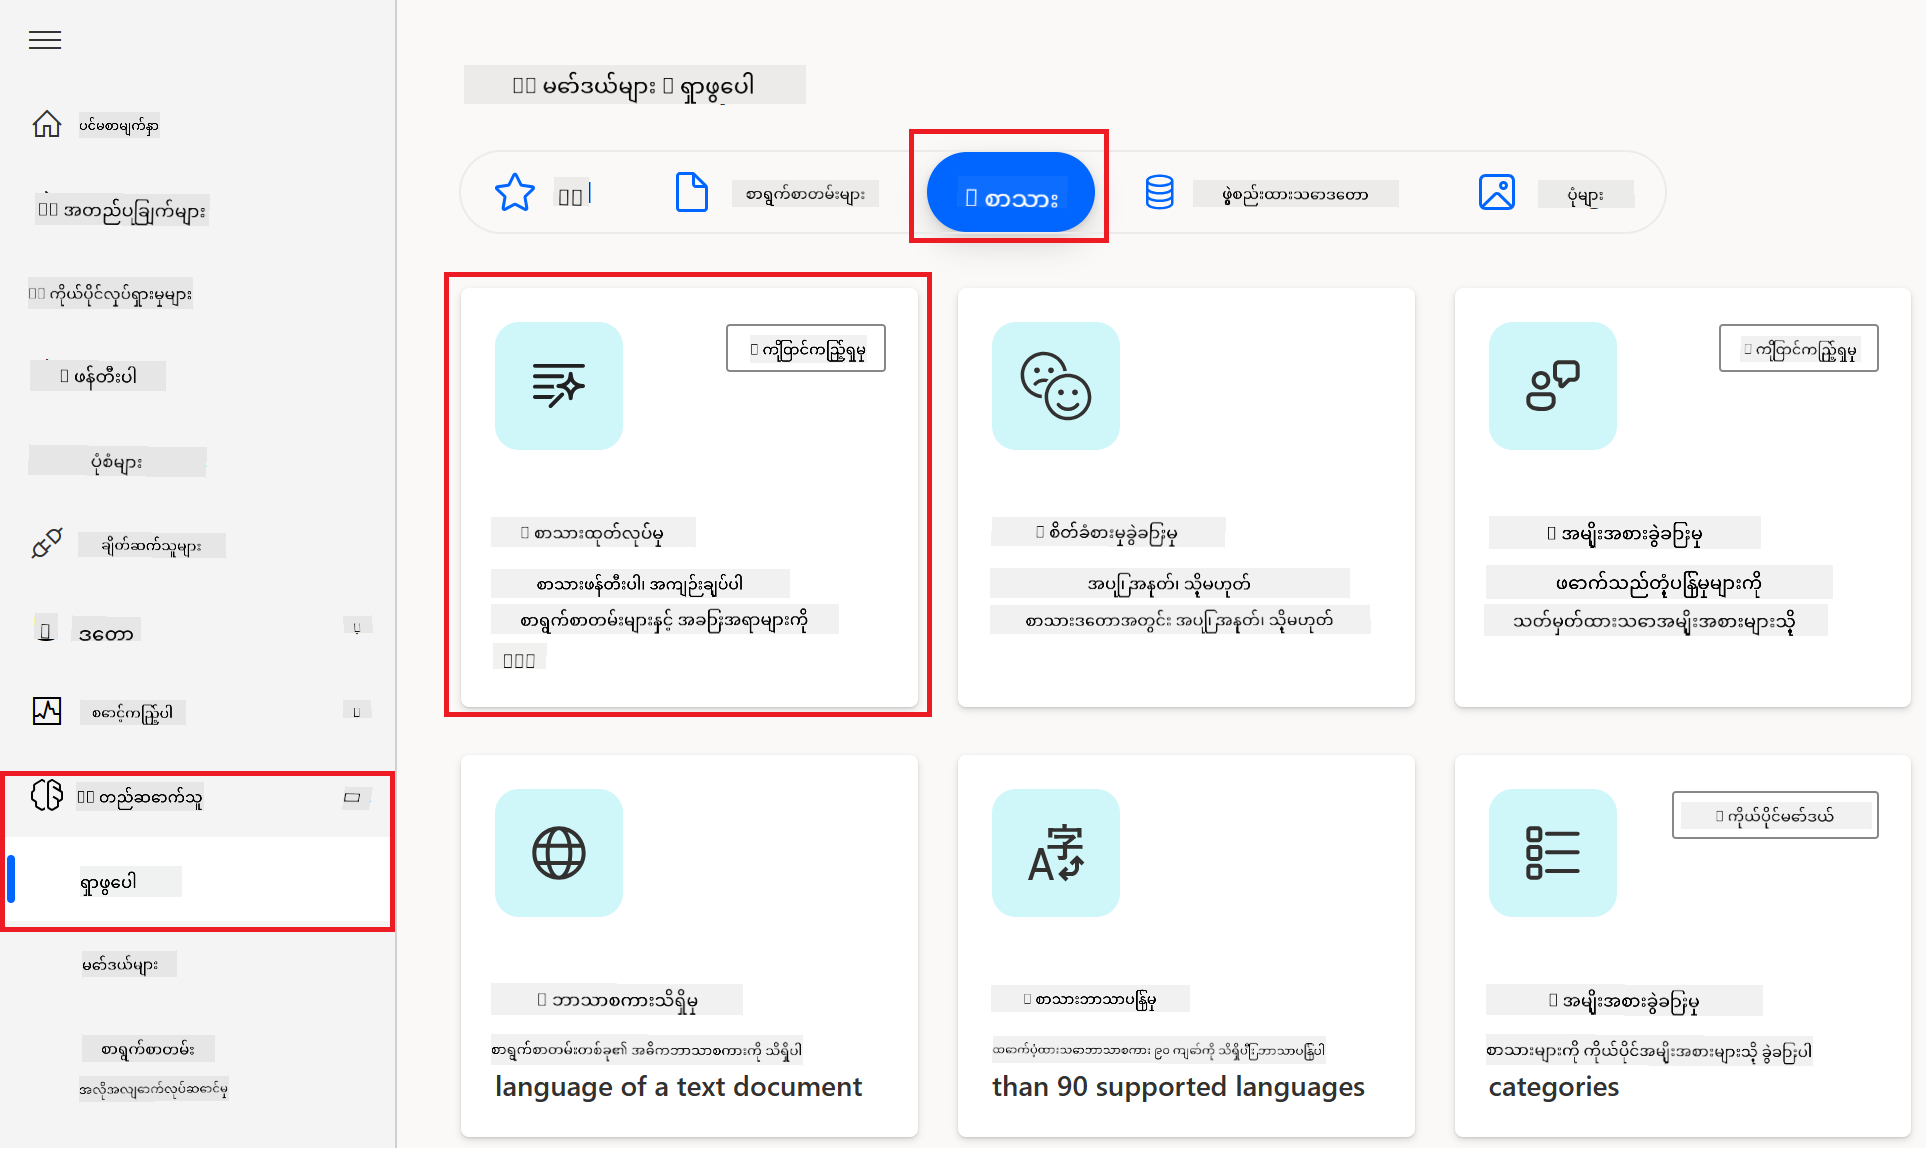 ပင်မစာမျက်နှာ
အတည်ပြုချက်များ
ကိုယ်ပိုင်လှုပ်ရှားမှုများ
ဖန်တီးပါ
ပုံစံများ
ချိတ်ဆက်သူများ
ဒေတာ
စောင့်ကြည့်ပါ
တည်ဆောက်သူ
ရှာဖွေပါ
မော်ဒယ်များ
စာရွက်စာတမ်း
အလိုအလျောက်လုပ်ဆောင်မှု
မော်ဒယ်များ ရှာဖွေပါ
စာရွက်စာတမ်းများ
စာသား
ဖွဲ့စည်းထားသောဒေတာ
ပုံများ
ကြိုတင်ကြည့်ရှုမှု
စာသားထုတ်လုပ်မှု
စာသားဖန်တီးပါ၊ အကျဉ်းချုပ်ပါ
စာရွက်စာတမ်းများနှင့် အခြားအရာများကို
စိတ်ခံစားမှုခွဲခြားမှု
အပြု၊ အနုတ်၊ သို့မဟုတ်
စာသားဒေတာအတွင်း အပြု၊ အနုတ်၊ သို့မဟုတ်
ကြိုတင်ကြည့်ရှုမှု
အမျိုးအစားခွဲခြားမှု
ဖောက်သည်တုံ့ပြန်မှုများကို
သတ်မှတ်ထားသောအမျိုးအစားများသို့
ဘာသာစကားသိရှိမှု
စာရွက်စာတမ်းတစ်ခု၏ အဓိကဘာသာစကားကို သိရှိပါ
language of a text document
စာသားဘာသာပြန်မှု
ထောက်ပံ့ထားသောဘာသာစကား ၉၀ ကျော်ကို သိရှိပြီး ဘာသာပြန်ပါ
than 90 supported languages
ကိုယ်ပိုင်မော်ဒယ်
အမျိုးအစားခွဲခြားမှု
စာသားများကို ကိုယ်ပိုင်အမျိုးအစားများသို့ ခွဲခြားပါ
categories